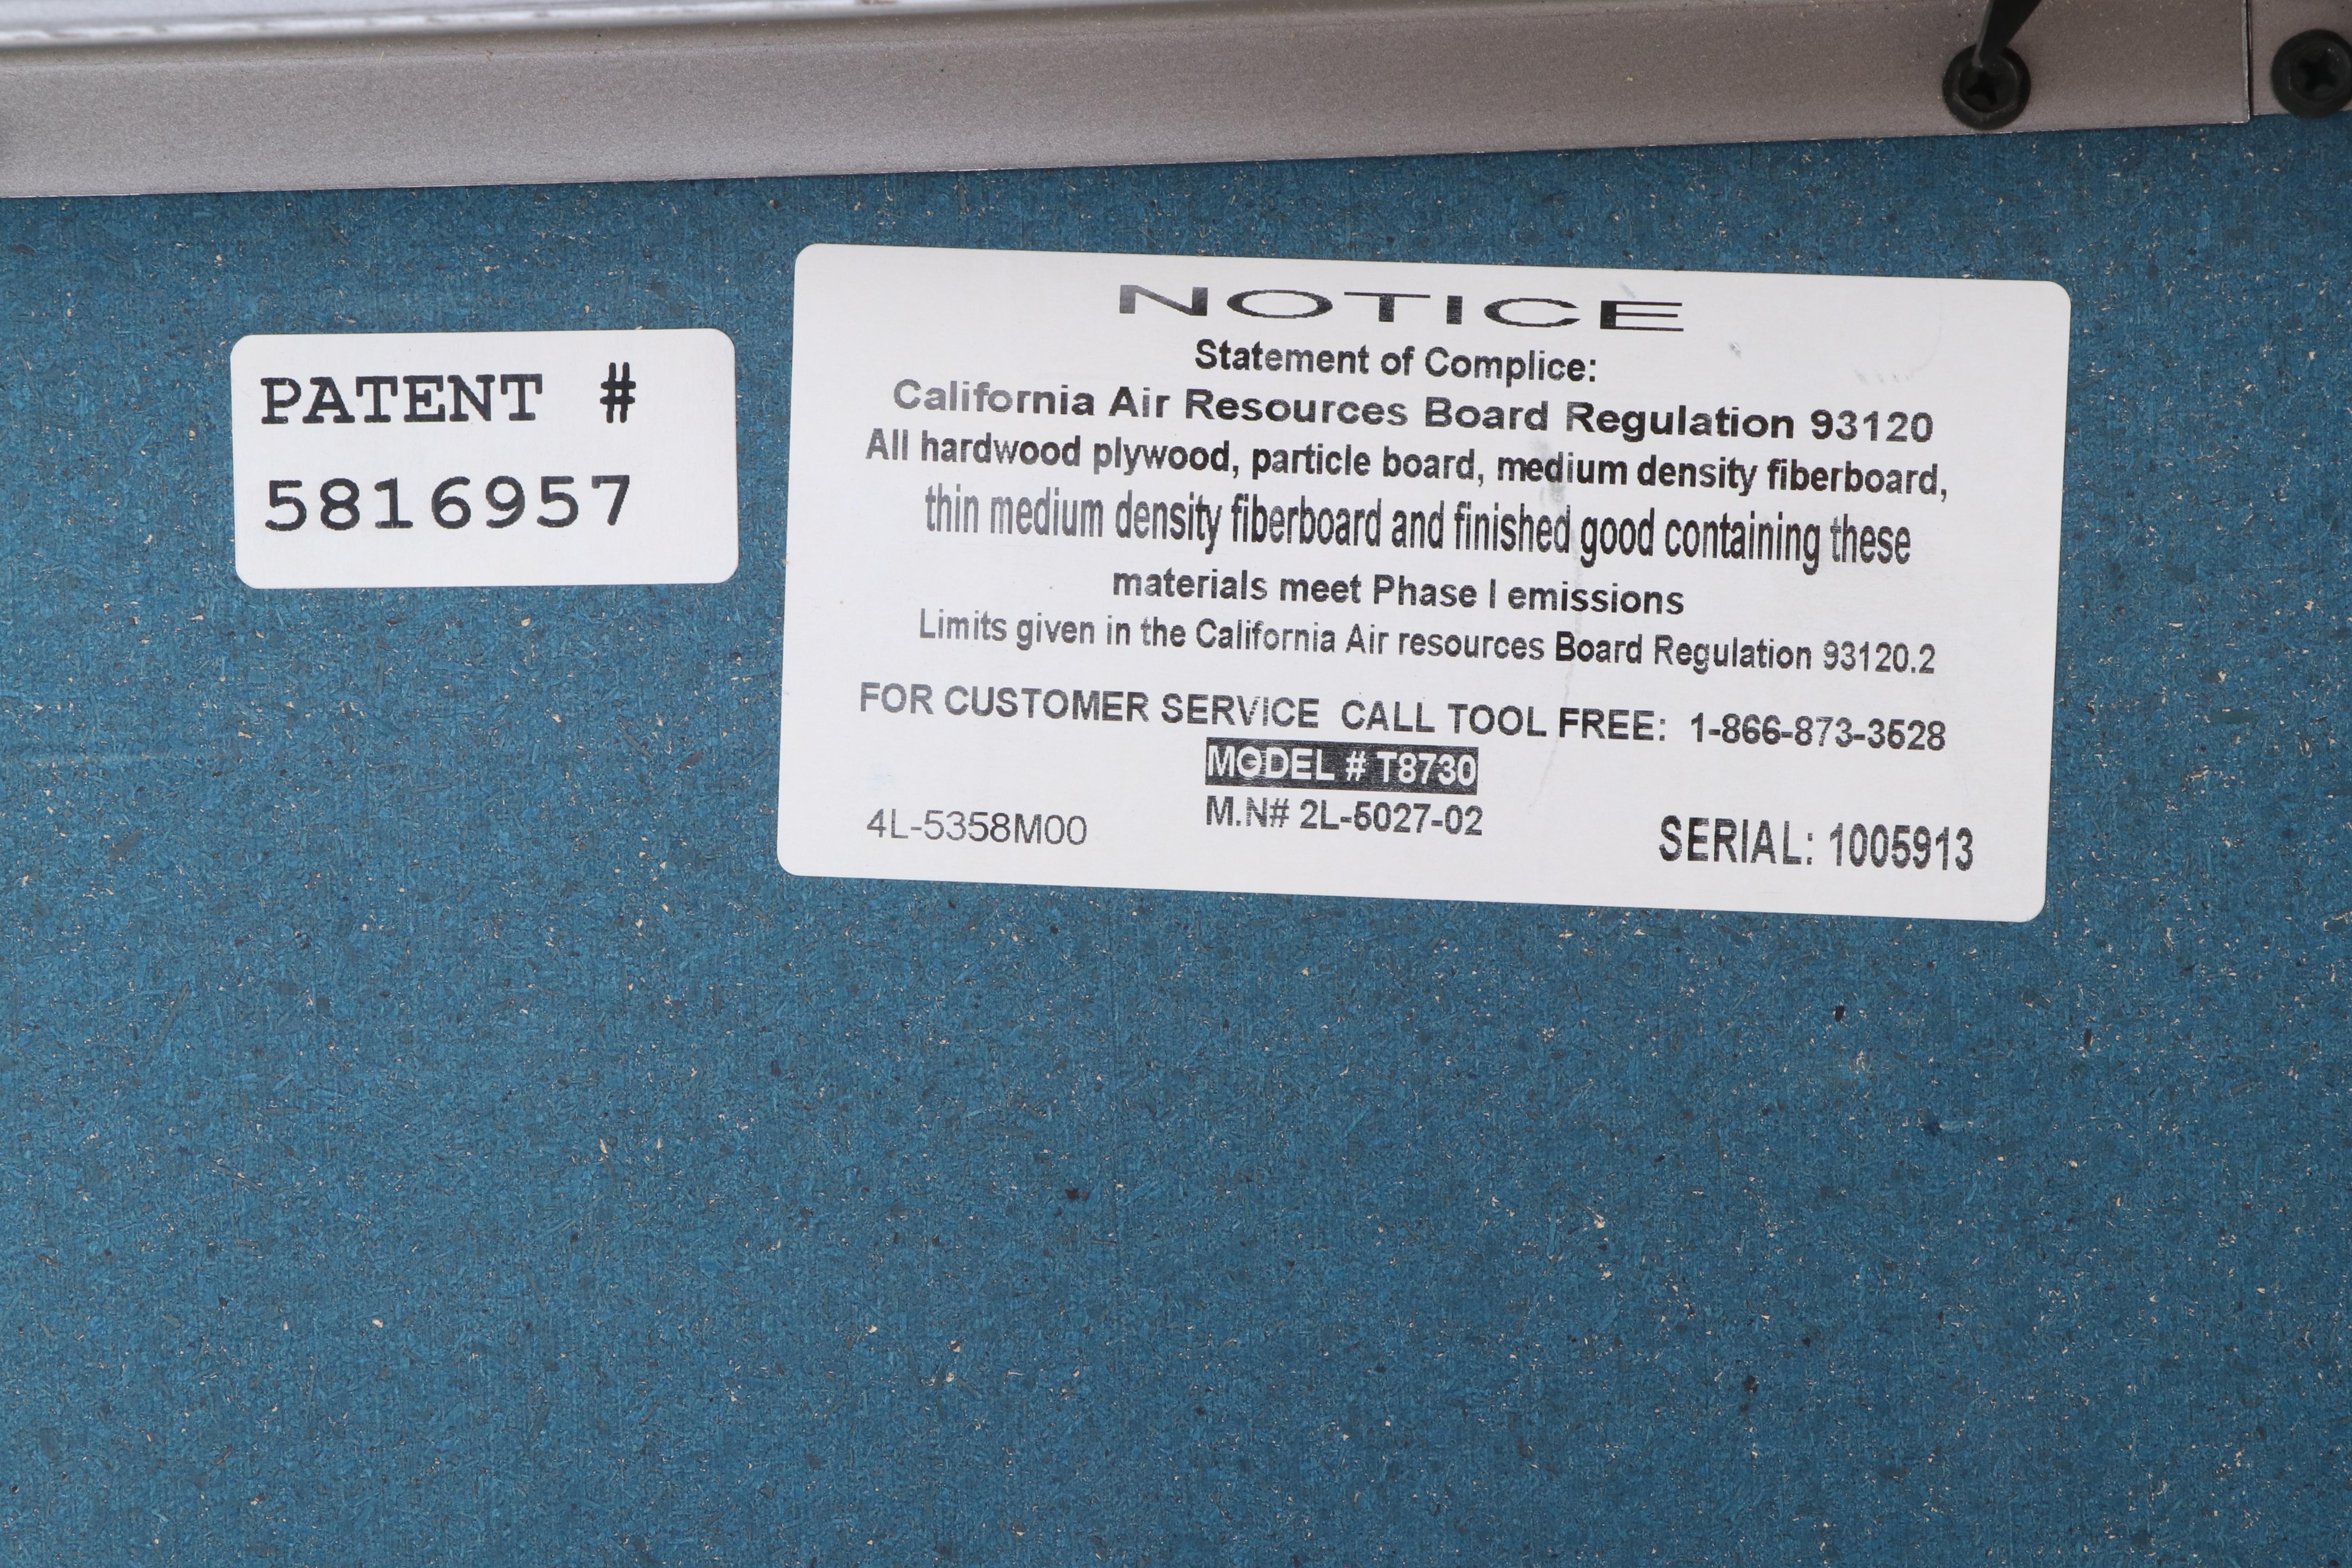 PATENT #
5816957
NOTICE
Statement of Complice:
California Air Resources Board Regulation 93120
All hardwood plywood, particle board, medium density fiberboard,
thin medium density fiberboard and finished good containing these
materials meet Phase I emissions
Limits given in the California Air resources Board Regulation 93120.2
FOR CUSTOMER SERVICE CALL TOOL FREE: 1-866-873-3528
MODEL # T8730
M.N# 2L-5027-02
4L-5358M00
SERIAL: 1005913